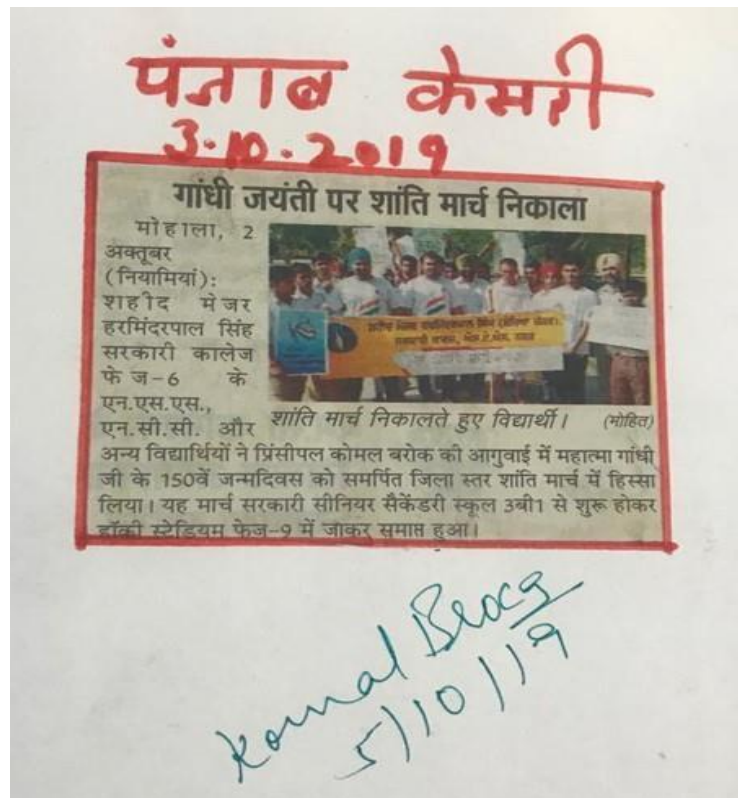 पंजाब केसरी
3.10.2019
गांधी जयंती पर शांति मार्च निकाला
मोहाली, 2
अक्तूबर
(नियामियां):
शहीद मेजर
हरमिंदरपाल सिंह
सरकारी कालेज
फेज-6 के
एन.एस.एस.,
एन.सी.सी. और
शांति मार्च निकालते हुए विद्यार्थी। (मोहित)
अन्य विद्यार्थियों ने प्रिंसीपल कोमल बरोक की आगुवाई में महात्मा गांधी
जी के 150वें जन्मदिवस को समर्पित जिला स्तर शांति मार्च में हिस्सा
लिया। यह मार्च सरकारी सीनियर सैकेंडरी स्कूल 3बी1 से शुरू होकर
हॉकी स्टेडियम फेज-9 में जाकर समाप्त हुआ।
Komal Broca
5/10/19